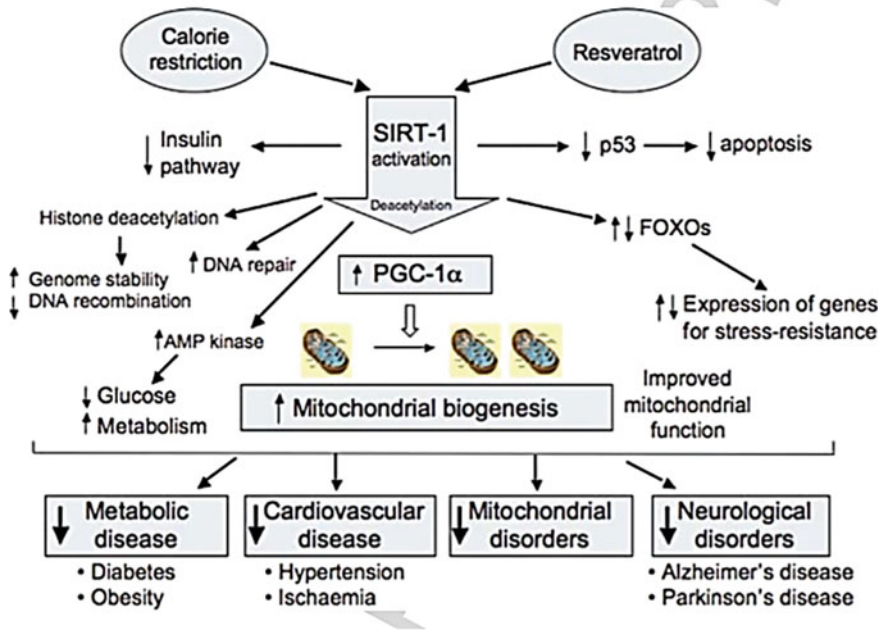 Calorie
restriction
Resveratrol
SIRT-1
activation
Deacetylation
↓ Insulin
pathway
↓ p53
↓ apoptosis
Histone deacetylation
↑ Genome stability
↓ DNA recombination
↑ DNA repair
↑↓ FOXOs
↑↓ Expression of genes
for stress-resistance
↑ PGC-1α
↑AMP kinase
↓ Glucose
↑ Metabolism
↑ Mitochondrial biogenesis
Improved
mitochondrial
function
↓ Metabolic
disease
• Diabetes
• Obesity
↓ Cardiovascular
disease
• Hypertension
• Ischaemia
↓ Mitochondrial
disorders
↓ Neurological
disorders
• Alzheimer's disease
• Parkinson's disease